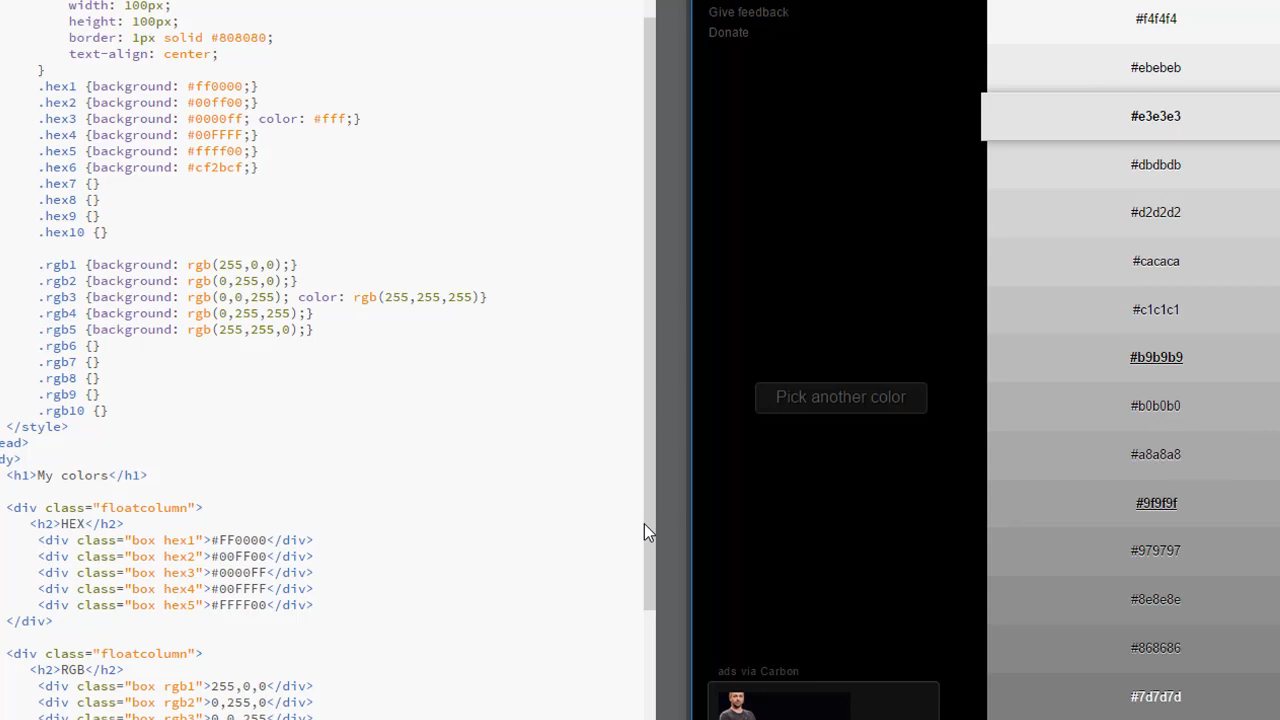 width: 100px;
height: 100px;
border: 1px solid #808080;
text-align: center;
}
.hex1 {background: #ff0000;}
.hex2 {background: #00ff00;}
.hex3 {background: #0000ff; color: #fff;}
.hex4 {background: #00FFFF;}
.hex5 {background: #ffff00;}
.hex6 {background: #cf2bcf;}
.hex7 {}
.hex8 {}
.hex9 {}
.hex10 {}
.rgb1 {background: rgb(255,0,0);}
.rgb2 {background: rgb(0,255,0);}
.rgb3 {background: rgb(0,0,255); color: rgb(255,255,255)}
.rgb4 {background: rgb(0,255,255);}
.rgb5 {background: rgb(255,255,0);}
.rgb6 {}
.rgb7 {}
.rgb8 {}
.rgb9 {}
.rgb10 {}
</style>
ead>
dy>
<h1>My colors</h1>
<div class="floatcolumn">
<h2>HEX</h2>
<div class="box hex1">#FF0000</div>
<div class="box hex2">#00FF00</div>
<div class="box hex3">#0000FF</div>
<div class="box hex4">#00FFFF</div>
<div class="box hex5">#FFFF00</div>
</div>
<div class="floatcolumn">
<h2>RGB</h2>
<div class="box rgb1">255,0,0</div>
<div class="box rgb2">0,255,0</div>
<div class="box rgb3">0,0,255</div>
Give feedback
Donate
Pick another color
ads via Carbon
#f4f4f4
#ebebeb
#e3e3e3
#dbdbdb
#d2d2d2
#cacaca
#c1c1c1
#b9b9b9
#b0b0b0
#a8a8a8
#9f9f9f
#979797
#8e8e8e
#868686
#7d7d7d